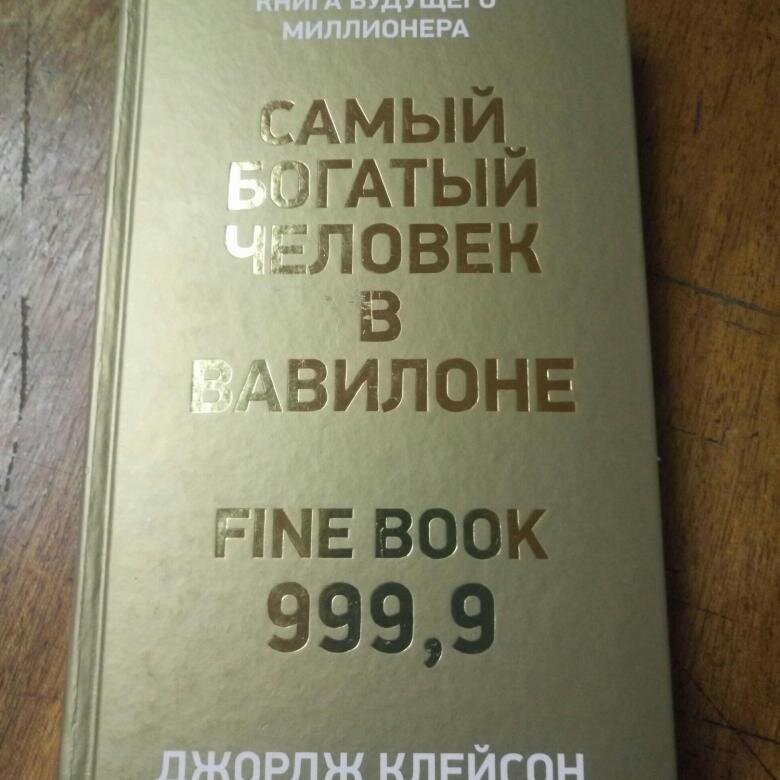 КНИГА БУДУЩЕГО
МИЛЛИОНЕРА
САМЫЙ
БОГАТЫЙ
ЧЕЛОВЕК
В
ВАВИЛОНЕ
FINE BOOK
999,9
ДЖОРДЖ КЛЕЙСОН